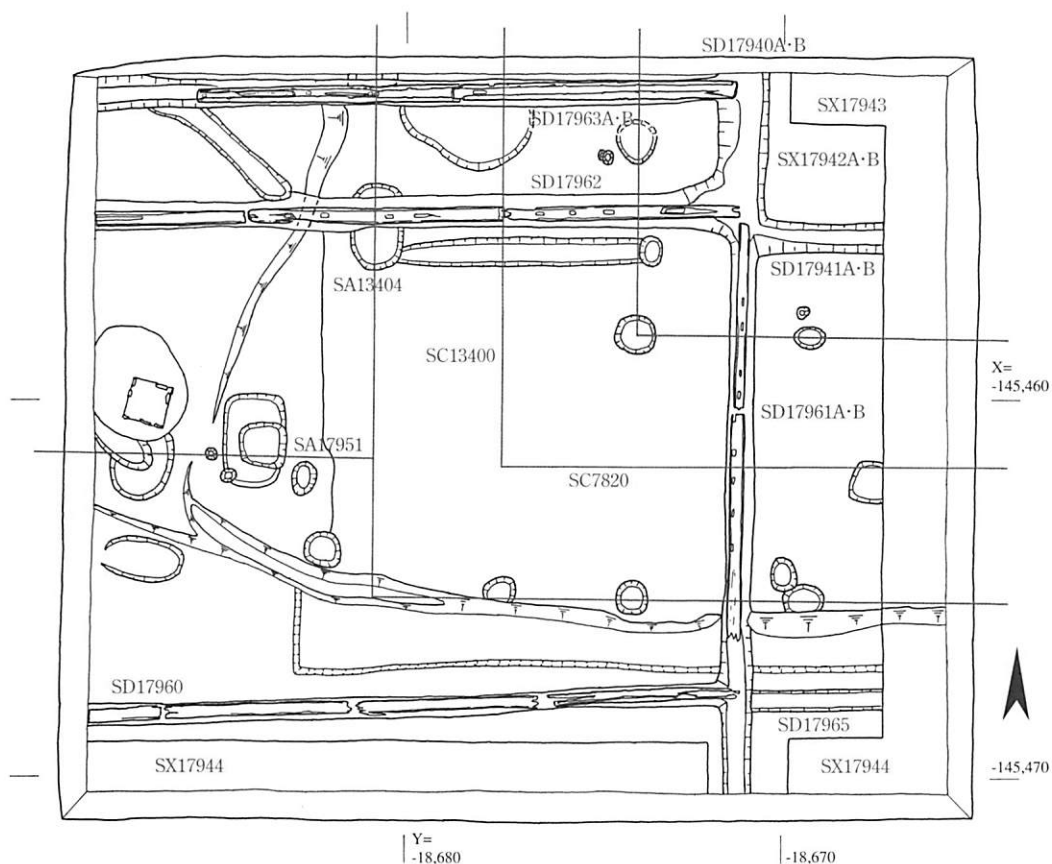 SD17940A·B
SX17943
SD17963A·B
SX17942A·B
SD17962
SD17941A·B
SA13404
SC13400
X=
-145,460
SD17961A·B
SA17951
SC7820
SD17960
SD17965
SX17944
SX17944
-145,470
Y=
-18,680
-18,670